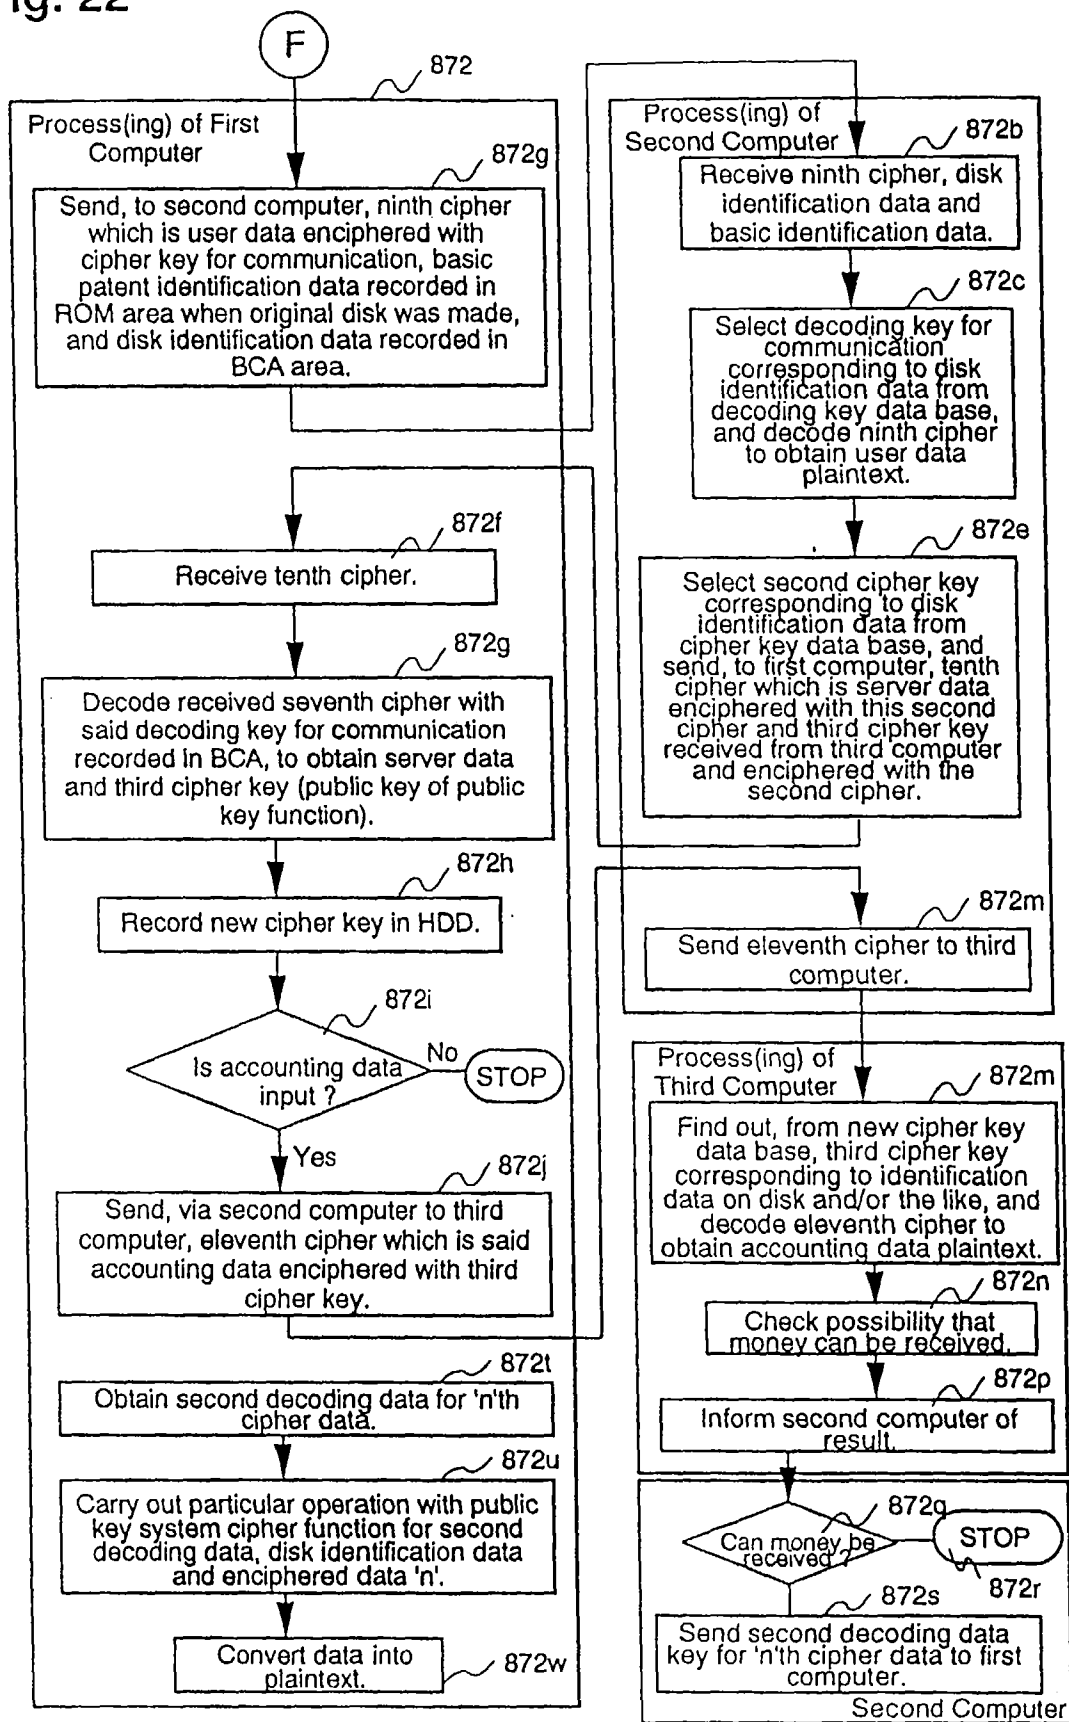 ig. 22
F
872
Process(ing) of First
Computer
872g
Send, to second computer, ninth cipher
which is user data enciphered with
cipher key for communication, basic
patent identification data recorded in
ROM area when original disk was made,
and disk identification data recorded in
BCA area.
872f
Receive tenth cipher.
872g
Decode received seventh cipher with
said decoding key for communication
recorded in BCA, to obtain server data
and third cipher key (public key of public
key function).
872h
Record new cipher key in HDD.
872i
Is accounting data
input ?
No
STOP
Yes
872j
Send, via second computer to third
computer, eleventh cipher which is said
accounting data enciphered with third
cipher key.
872t
Obtain second decoding data for 'n'th
cipher data.
872u
Carry out particular operation with public
key system cipher function for second
decoding data, disk identification data
and enciphered data 'n'.
Convert data into
plaintext.
872w
Process(ing) of
Second Computer
872b
Receive ninth cipher, disk
identification data and
basic identification data.
872c
Select decoding key for
communication
corresponding to disk
identification data from
decoding key data base,
and decode ninth cipher
to obtain user data
plaintext.
872e
Select second cipher key
corresponding to disk
identification data from
cipher key data base, and
send, to first computer, tenth
cipher which is server data
enciphered with this second
cipher and third cipher key
received from third computer
and enciphered with the
second cipher.
872m
Send eleventh cipher to third
computer.
Process(ing) of
Third Computer
872m
Find out, from new cipher key
data base, third cipher key
corresponding to identification
data on disk and/or the like, and
decode eleventh cipher to
obtain accounting data plaintext.
872n
Check possibility that
money can be received.
872p
Inform second computer of
result.
872q
Can money be
received ?
STOP
872r
872s
Send second decoding data
key for 'n'th cipher data to first
computer.
Second Computer